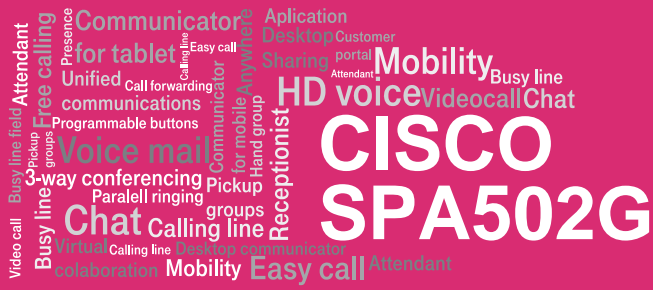 Attendant
Free calling
Presence
Communicator
for tablet
Calling line
Easy call
Unified
Call forwarding
communications
Programmable buttons
Busy line field
Pickup
groups
Voice mail
Communicator
for mobile
Anywhere
Hand group
Receptionist
3-way conferencing
Paralell ringing
Pickup
groups
Video call
Busy line
Chat
Calling line
Virtual
colaboration
Calling line
Desktop communicator
Mobility
Easy call
Attendant
Aplication
Desktop
Customer
portal
Sharing
Attendant
Mobility
Busy line
HD voice
Videocall
Chat
CISCO
SPA502G